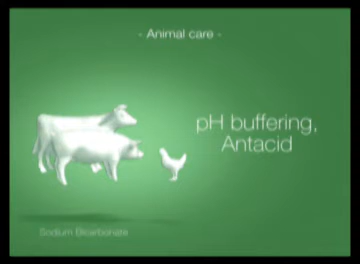 - Animal care -
pH buffering,
Antacid
Sodium Bicarbonate